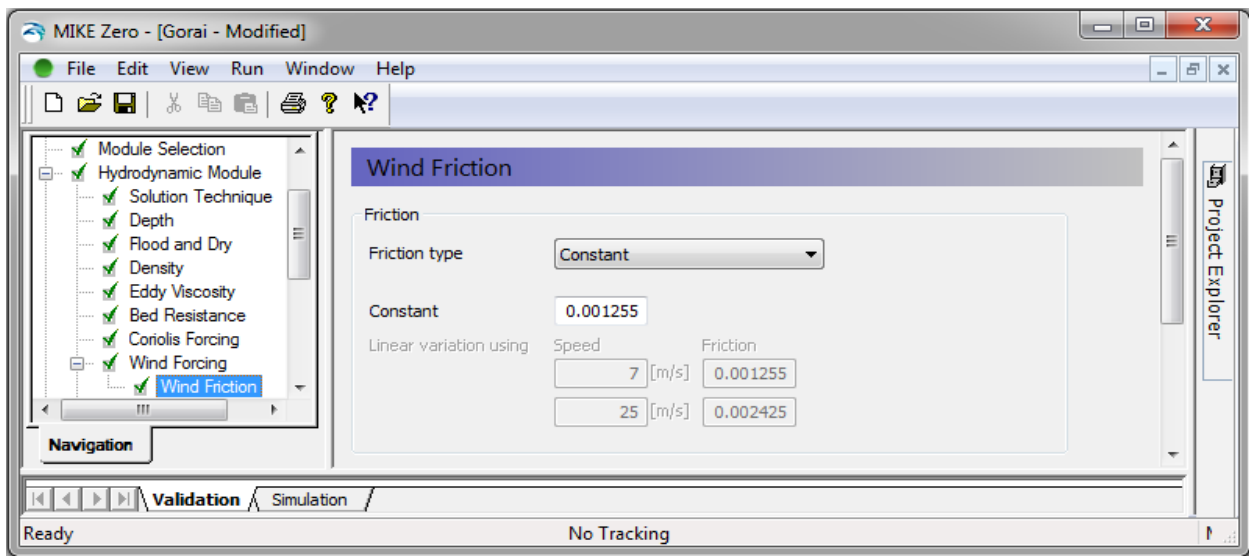 MIKE Zero - [Gorai - Modified]
File Edit View Run Window Help
Module Selection
Hydrodynamic Module
Solution Technique
Depth
Flood and Dry
Density
Eddy Viscosity
Bed Resistance
Coriolis Forcing
Wind Forcing
Wind Friction
Navigation
Wind Friction
Friction
Friction type Constant
Constant 0.001255
Linear variation using Speed Friction
7 [m/s] 0.001255
25 [m/s] 0.002425
Project Explorer
Validation Simulation
Ready No Tracking